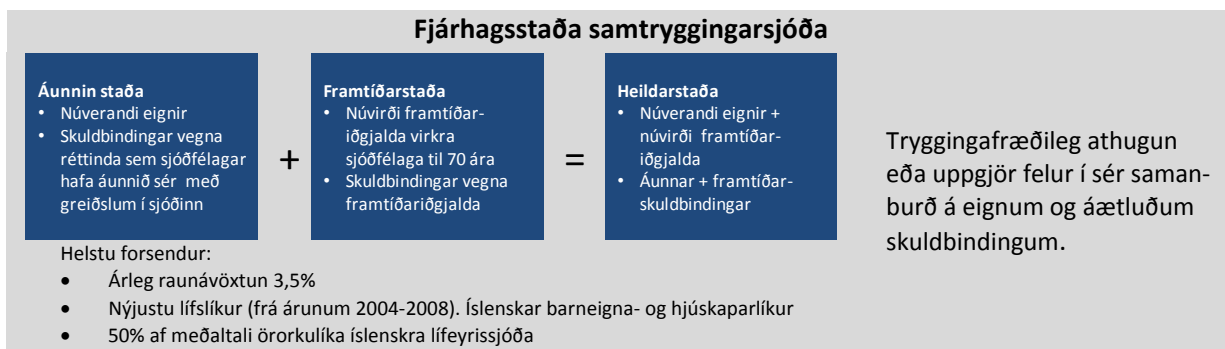 Fjárhagsstaða samtryggingarsjóða
Áunnin staða
• Núverandi eignir
• Skuldbindingar vegna
réttinda sem sjóðfélagar
hafa áunnið sér með
greiðslum í sjóðinn
+
Framtíðarstaða
• Núvirði framtíðar-
iðgjalda virkra
sjóðfélaga til 70 ára
• Skuldbindingar vegna
framtíðariðgjalda
=
Heildarstaða
• Núverandi eignir +
núvirði framtíðar-
iðgjalda
• Áunnar + framtíðar-
skuldbindingar
Tryggingafræðileg athugun
eða uppgjör felur í sér saman-
burð á eignum og áætluðum
skuldbindingum.
Helstu forsendur:
• Árleg raunávöxtun 3,5%
• Nýjustu lífslíkur (frá árunum 2004-2008). Íslenskar barneigna- og hjúskaparlíkur
• 50% af meðaltali örorkulíka íslenskra lífeyrissjóða